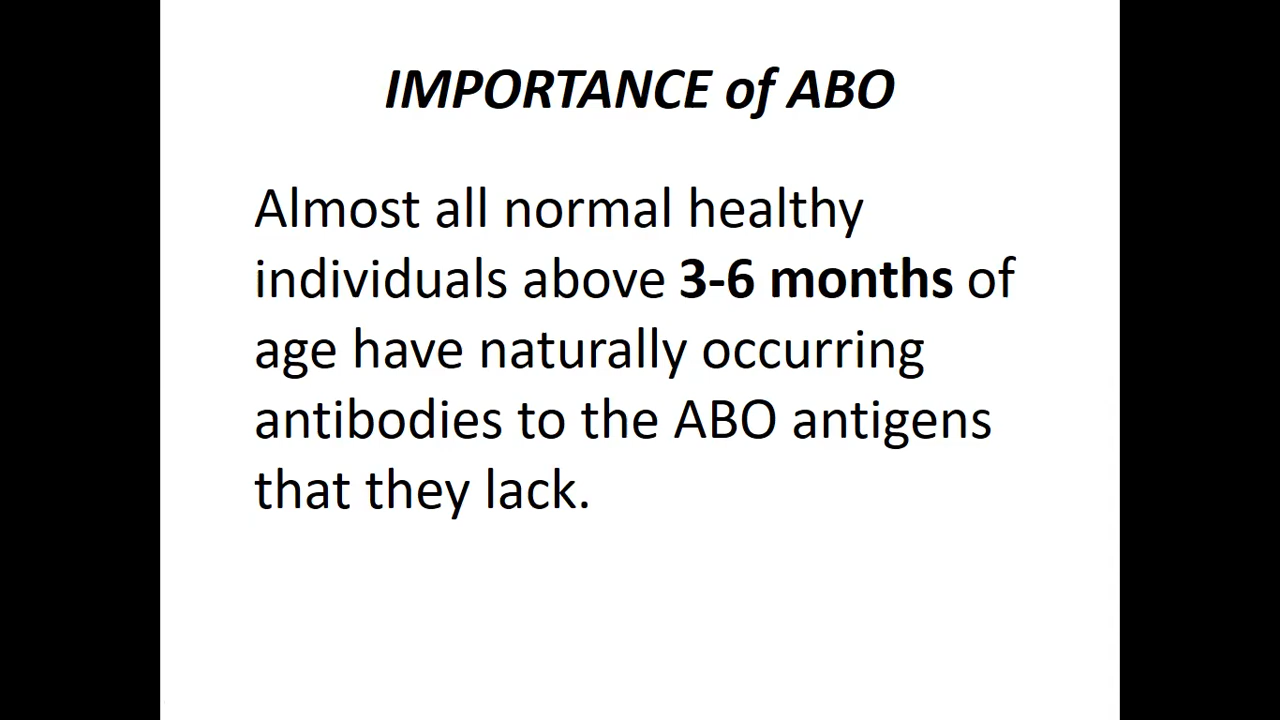 IMPORTANCE of ABO
Almost all normal healthy
individuals above 3-6 months of
age have naturally occurring
antibodies to the ABO antigens
that they lack.